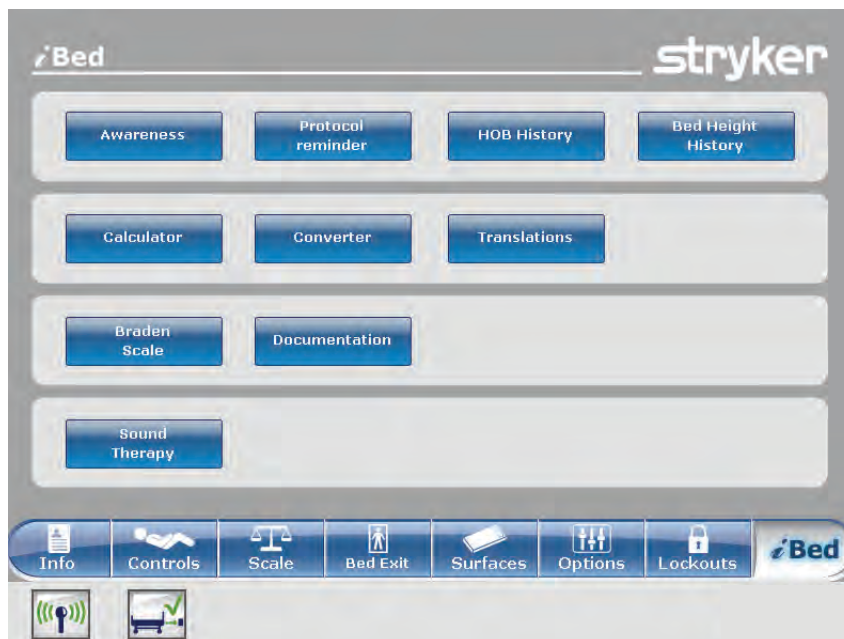 iBed
stryker
Awareness
Protocol
reminder
HOB History
Bed Height
History
Calculator
Converter
Translations
Braden
Scale
Documentation
Sound
Therapy
Info
Controls
Scale
Bed Exit
Surfaces
Options
Lockouts
iBed